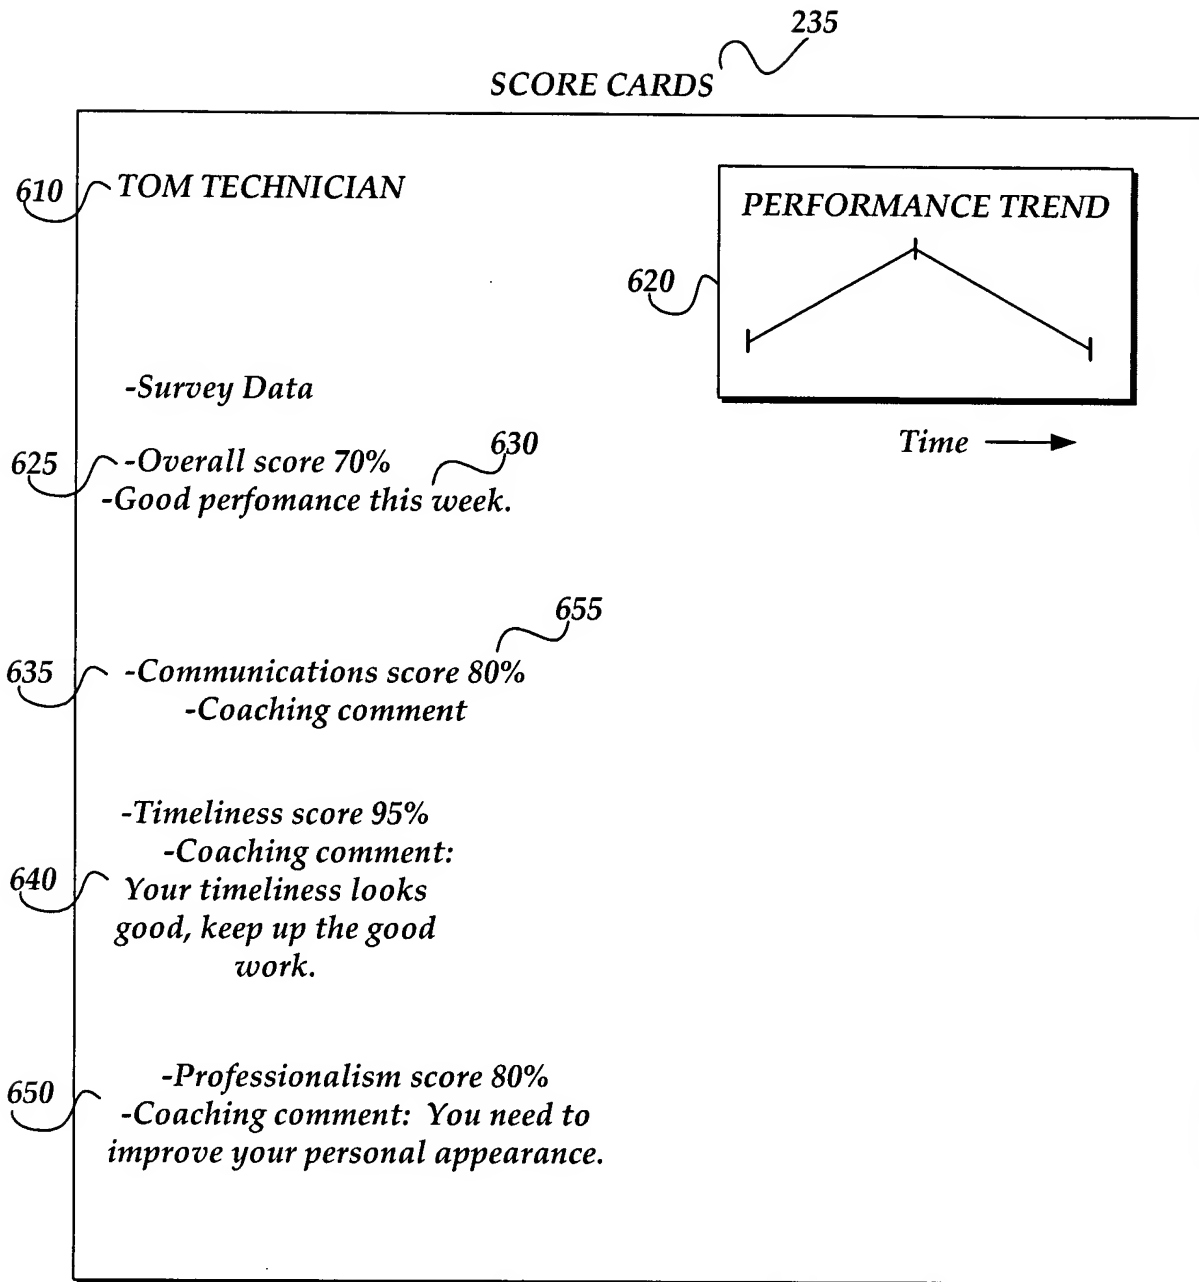 235
SCORE CARDS
610
TOM TECHNICIAN
PERFORMANCE TREND
620
-Survey Data
Time
630
625
-Overall score 70%
-Good perfomance this week.
655
635
-Communications score 80%
-Coaching comment
-Timeliness score 95%
-Coaching comment:
640
Your timeliness looks
good, keep up the good
work.
650
-Professionalism score 80%
-Coaching comment:  You need to
improve your personal appearance.